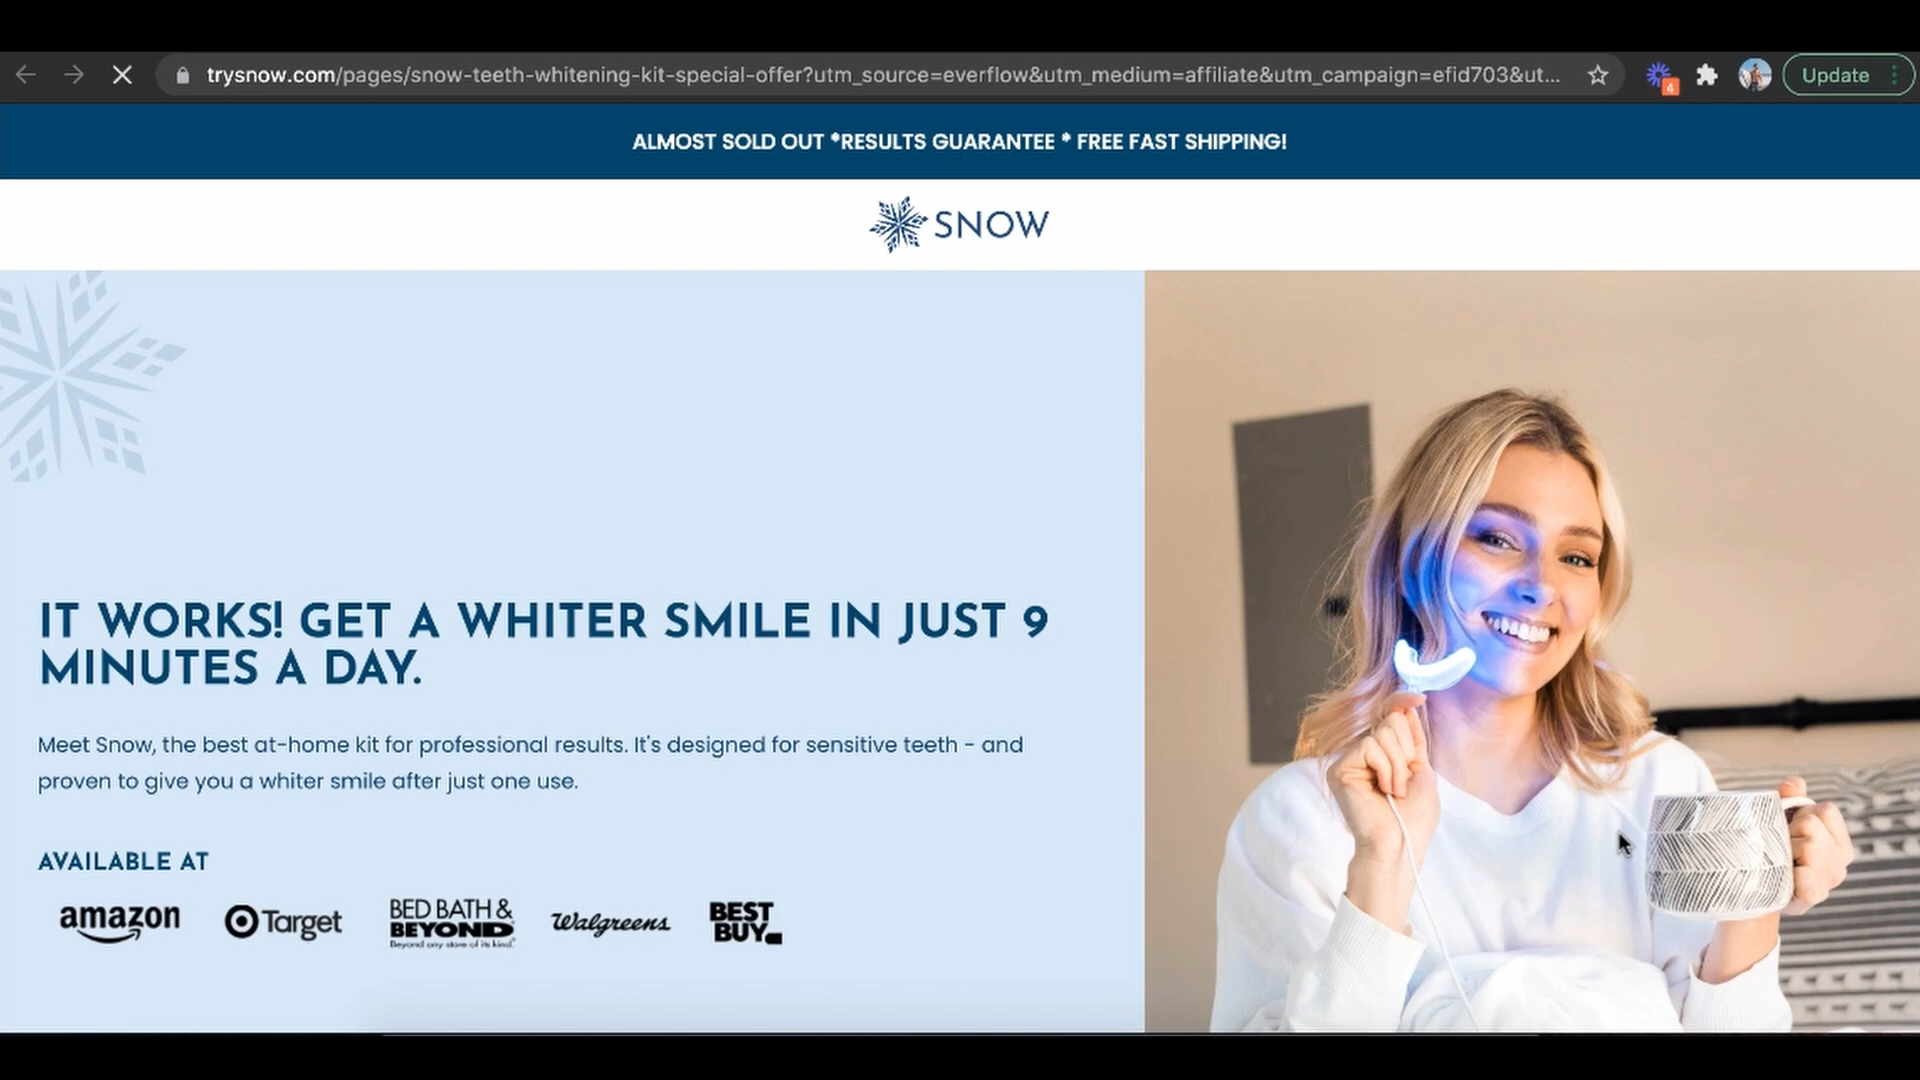 trysnow.com/pages/snow-teeth-whitening-kit-special-offer?utm_source=everflow&utm_medium=affiliate&utm_campaign=efid703&ut...
4
Update
ALMOST SOLD OUT *RESULTS GUARANTEE * FREE FAST SHIPPING!
SNOW
IT WORKS! GET A WHITER SMILE IN JUST 9
MINUTES A DAY.
Meet Snow, the best at-home kit for professional results. It's designed for sensitive teeth - and
proven to give you a whiter smile after just one use.
AVAILABLE AT
amazon
Target
BED BATH &
BEYOND
Beyond any store of its kind.
Walgreens
BEST
BUY